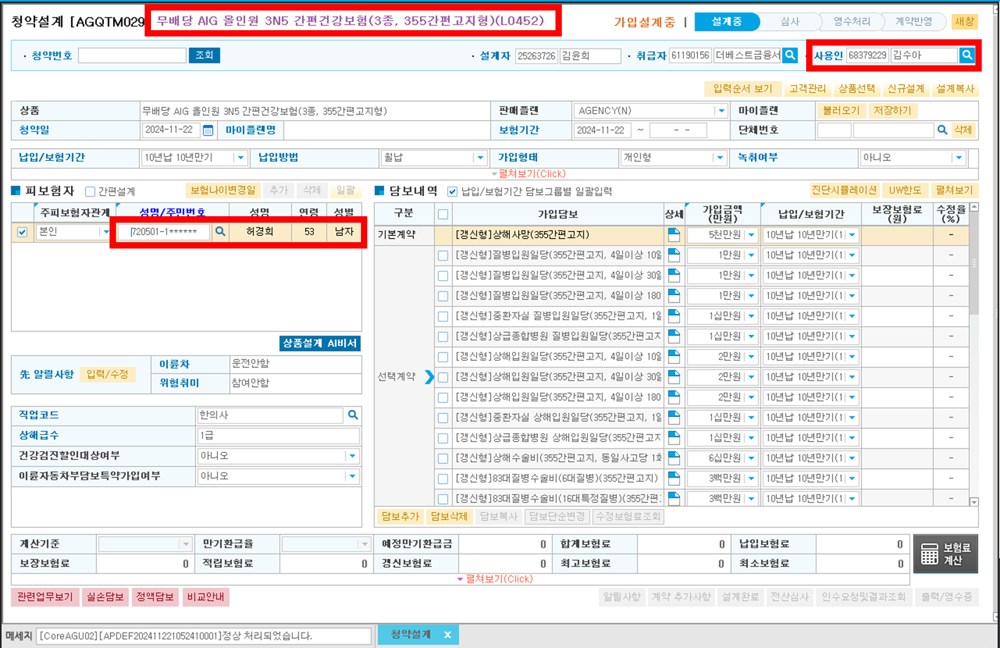 청약설계 [AGQTM029 무배당 AIG 올인원 3N5 간편건강보험(3종, 355간편고지형)(L0452) 가입설계중 | 설계중 심사 영수처리 계약반영 새창
· 청약번호 조회 · 설계자 25263726 김윤희 · 취급자 61190156 더베스트금융서 · 사용인 68379229 김수아
입력순서 보기 고객관리 상품선택 신규설계 설계복사
상품 무배당 AIG 올인원 3N5 간편건강보험(3종, 355간편고지형) 판매플랜 AGENCY(N) 마이플랜 불러오기 저장하기
청약일 2024-11-22 마이플랜명 보험기간 2024-11-22 ~ - - 단체번호 삭제
납입/보험기간 10년납 10년만기 납입방법 월납 가입형태 개인형 녹취여부 아니오
펼쳐보기(Click)
피보험자 간편설계 보험나이변경일 추가 삭제 일괄
주피보험자관계 성명/주민번호 성명 연령 성별
본인 720501-1****** 허경희 53 남자
상품설계 AI비서
先 알릴사항 입력/수정 이륜차 운전안함
위험취미 참여안함
직업코드 한의사
상해급수 1급
건강검진할인대상여부 아니오
이륜자동차부담보특약가입여부 아니오
담보내역 납입/보험기간 담보그룹별 일괄입력 진단시뮬레이션 UW한도 펼쳐보기
구분 가입담보 상세 가입금액(만원) 납입/보험기간 보장보험료(원) 수정율(%)
기본계약 [갱신형]상해사망(355간편고지) 5천만원 10년납 10년만기(1 -
선택계약
[갱신형]질병입원일당(355간편고지, 4일이상 10일 1만원 10년납 10년만기(1 -
[갱신형]질병입원일당(355간편고지, 4일이상 30일 1만원 10년납 10년만기(1 -
[갱신형]질병입원일당(355간편고지, 4일이상 180 1만원 10년납 10년만기(1 -
[갱신형]중환자실 질병입원일당(355간편고지, 1일 1십만원 10년납 10년만기(1 -
[갱신형]상급종합병원 질병입원일당(355간편고지 1십만원 10년납 10년만기(1 -
[갱신형]상해입원일당(355간편고지, 4일이상 10일 2만원 10년납 10년만기(1 -
[갱신형]상해입원일당(355간편고지, 4일이상 30일 2만원 10년납 10년만기(1 -
[갱신형]상해입원일당(355간편고지, 4일이상 180 2만원 10년납 10년만기(1 -
[갱신형]중환자실 상해입원일당(355간편고지, 1일 1십만원 10년납 10년만기(1 -
[갱신형]상급종합병원 상해입원일당(355간편고지 1십만원 10년납 10년만기(1 -
[갱신형]상해수술비(355간편고지, 동일사고당 1회 6십만원 10년납 10년만기(1 -
[갱신형]83대질병수술비(6대질병)(355간편고지) 3백만원 10년납 10년만기(1 -
[갱신형]83대질병수술비(16대특정질병)(355간편. 3백만원 10년납 10년만기(1 -
담보추가 담보삭제 담보복사 담보단순변경 수정보험료조회
계산기준 만기환급율 예정만기환급금 0 합계보험료 0 납입보험료 0
보장보험료 0 적립보험료 0 갱신보험료 0 최고보험료 0 최소보험료 0
보험료 계산
펼쳐보기(Click)
관련업무보기 실손담보 정액담보 비교안내 알릴사항 계약 추가사항 설계완료 전산심사 인수요청및결과조회 출력/영수증
메세지 [CoreAGU02][APDEF202411221052410001]정상 처리되었습니다. 청약설계 x